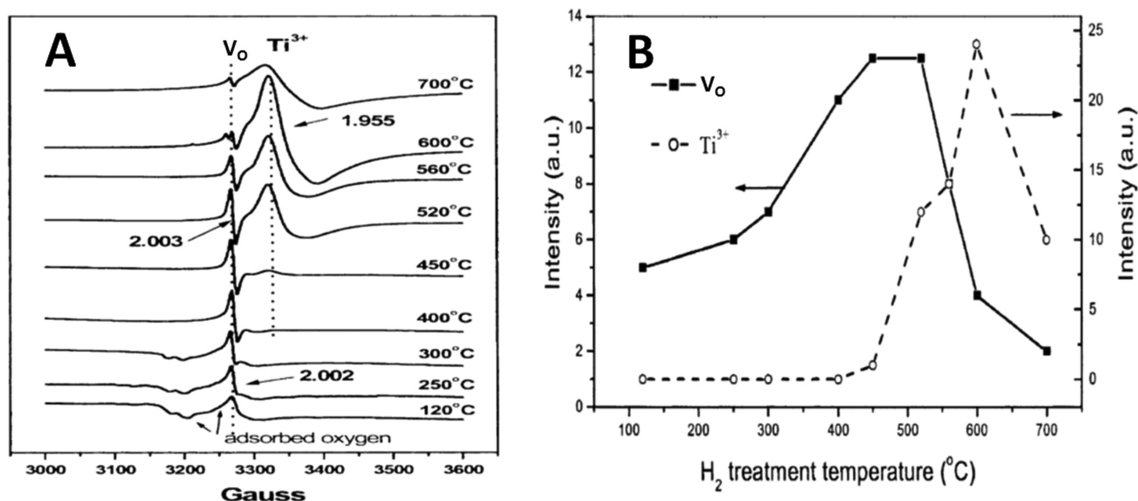 A
V₀ Ti³⁺
700°C
1.955
600°C
560°C
520°C
2.003
450°C
400°C
300°C
2.002
250°C
120°C
adsorbed oxygen
3000 3100 3200 3300 3400 3500 3600
Gauss
B
V₀
Ti³⁺
14
12
10
8
6
4
2
0
Intensity (a.u.)
25
20
15
10
5
0
Intensity (a.u.)
100 200 300 400 500 600 700
H₂ treatment temperature (°C)